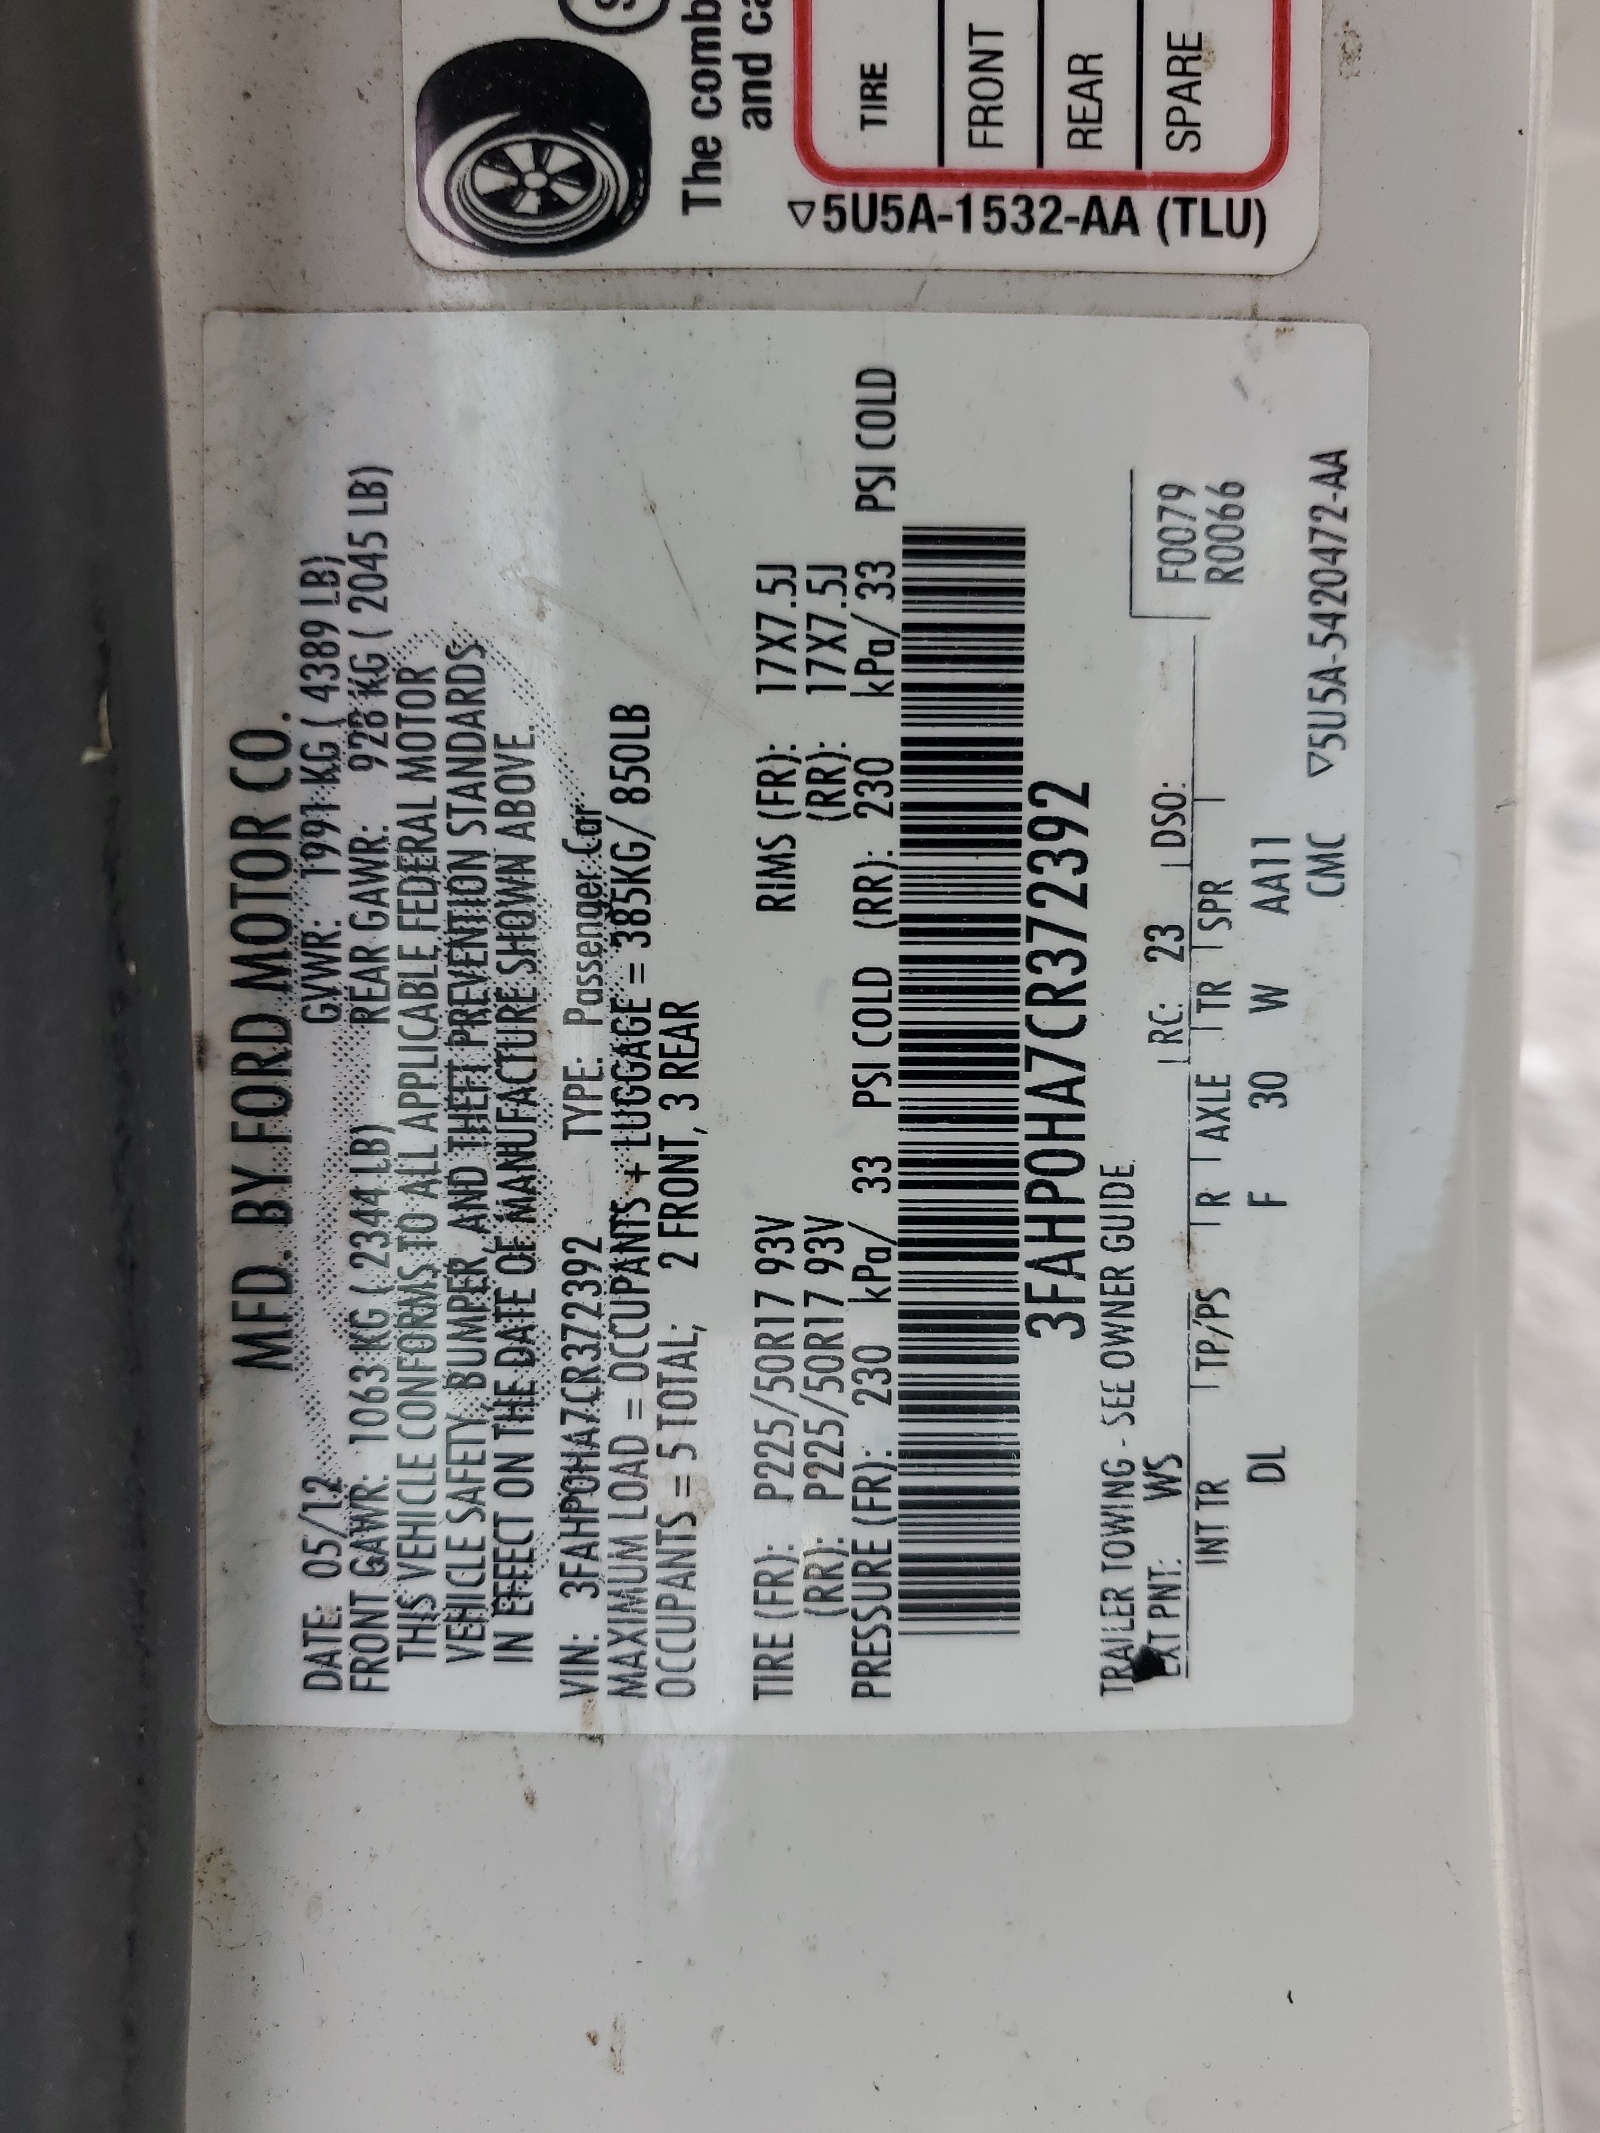 MFD. BY FORD MOTOR CO.
DATE: 05/12 GVWR: 1991 KG ( 4389 LB)
FRONT GAWR: 1063 KG ( 2344 LB) REAR GAWR: 928 KG ( 2045 LB)
THIS VEHICLE CONFORMS TO ALL APPLICABLE FEDERAL MOTOR
VEHICLE SAFETY, BUMPER, AND THEFT PREVENTION STANDARDS
IN EFFECT ON THE DATE OF MANUFACTURE SHOWN ABOVE.
VIN: 3FAHP0HA7CR372392 TYPE: Passenger Car
MAXIMUM LOAD = OCCUPANTS + LUGGAGE = 385KG/ 850LB
OCCUPANTS = 5 TOTAL; 2 FRONT, 3 REAR
TIRE (FR): P225/50R17 93V RIMS (FR): 17X7.5J
(RR): P225/50R17 93V (RR): 17X7.5J
PRESSURE (FR): 230 kPa/ 33 PSI COLD (RR): 230 kPa/ 33 PSI COLD
3FAHP0HA7CR372392
TRAILER TOWING - SEE OWNER GUIDE
EXT PNT: WS RC: 23 DSO:
F0079
R0066
INT TR TP/PS R AXLE TR SPR
DL F 30 W AA11
CMC ▽5U5A-5420472-AA
The comb
and ca
TIRE
FRONT
REAR
SPARE
▽5U5A-1532-AA (TLU)